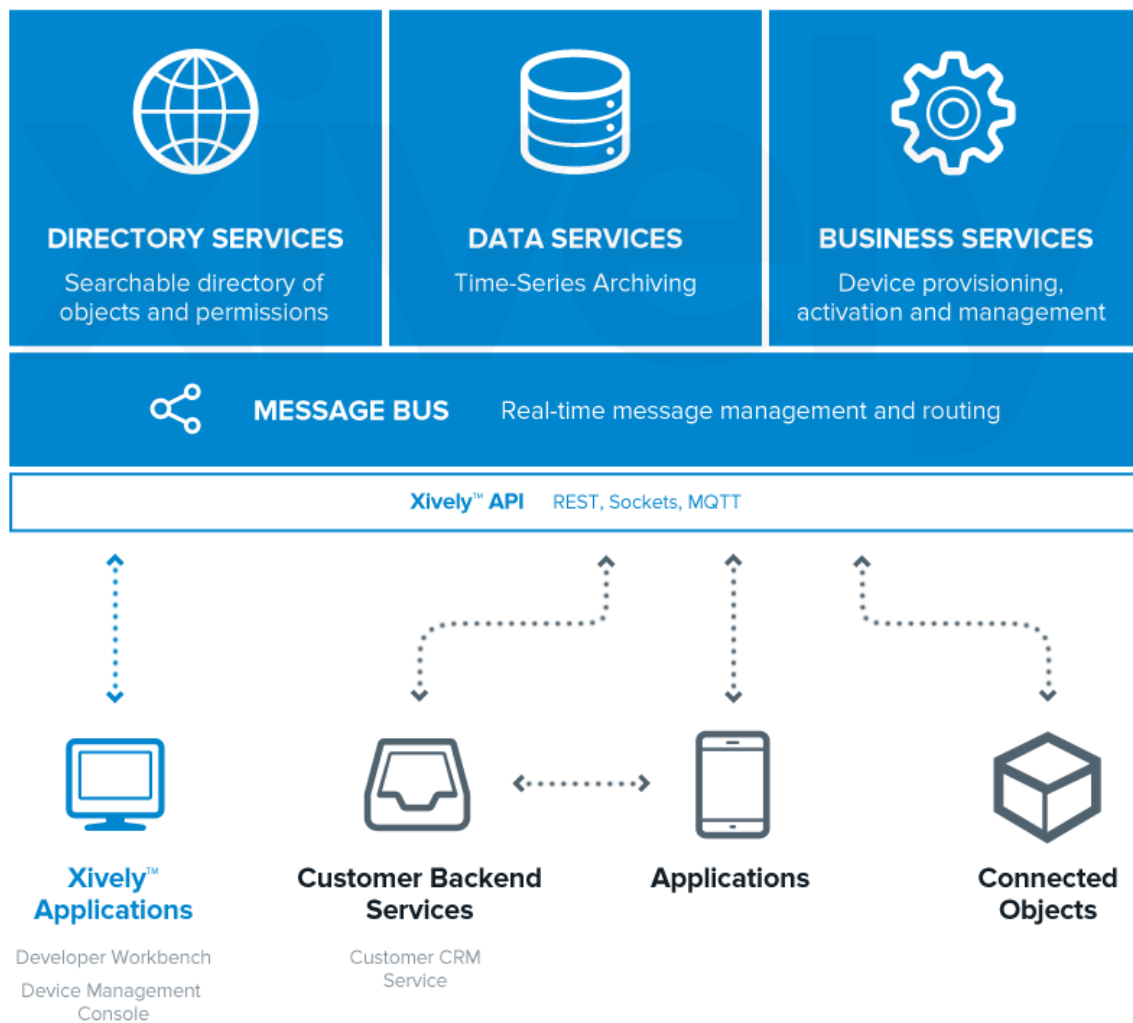 xively
DIRECTORY SERVICES
Searchable directory of
objects and permissions
DATA SERVICES
Time-Series Archiving
BUSINESS SERVICES
Device provisioning,
activation and management
MESSAGE BUS Real-time message management and routing
Xively™ API REST, Sockets, MQTT
Xively™
Applications
Developer Workbench
Device Management
Console
Customer Backend
Services
Customer CRM
Service
Applications
Connected
Objects